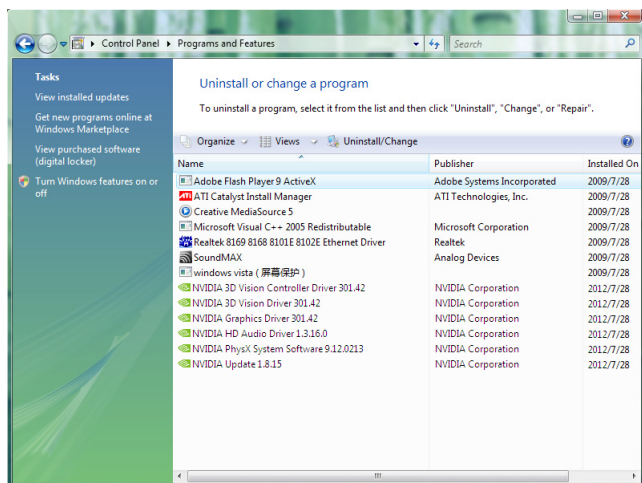 Control Panel ▸ Programs and Features
Search
Tasks
View installed updates
Get new programs online at
Windows Marketplace
View purchased software
(digital locker)
Turn Windows features on or
off
Uninstall or change a program
To uninstall a program, select it from the list and then click "Uninstall", "Change", or "Repair".
Organize Views Uninstall/Change
Name Publisher Installed On
Adobe Flash Player 9 ActiveX Adobe Systems Incorporated 2009/7/28
ATI ATI Catalyst Install Manager ATI Technologies, Inc. 2009/7/28
Creative MediaSource 5 2009/7/28
Microsoft Visual C++ 2005 Redistributable Microsoft Corporation 2009/7/28
Realtek 8169 8168 8101E 8102E Ethernet Driver Realtek 2009/7/28
SoundMAX Analog Devices 2009/7/28
windows vista ( 屏幕保护 ) 2009/7/28
NVIDIA 3D Vision Controller Driver 301.42 NVIDIA Corporation 2012/7/28
NVIDIA 3D Vision Driver 301.42 NVIDIA Corporation 2012/7/28
NVIDIA Graphics Driver 301.42 NVIDIA Corporation 2012/7/28
NVIDIA HD Audio Driver 1.3.16.0 NVIDIA Corporation 2012/7/28
NVIDIA PhysX System Software 9.12.0213 NVIDIA Corporation 2012/7/28
NVIDIA Update 1.8.15 NVIDIA Corporation 2012/7/28